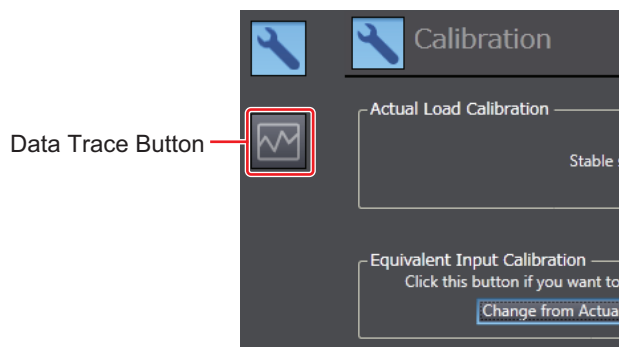 Calibration
Data Trace Button
Actual Load Calibration
Stable
Equivalent Input Calibration
Click this button if you want to
Change from Actua